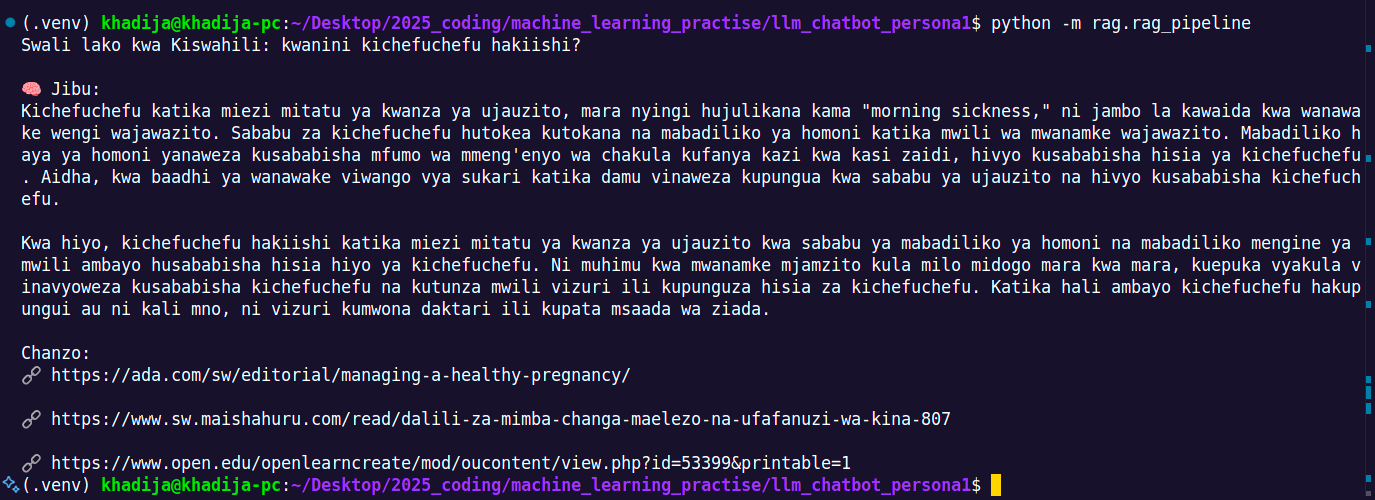 (.venv) khadija@khadija-pc:~/Desktop/2025_coding/machine_learning_practise/llm_chatbot_persona1$ python -m rag.rag_pipeline
Swali lako kwa Kiswahili: kwanini kichefuchefu hakiishi?
🧠 Jibu:
Kichefuchefu katika miezi mitatu ya kwanza ya ujauzito, mara nyingi hujulikana kama "morning sickness," ni jambo la kawaida kwa wanawa
ke wengi wajawazito. Sababu za kichefuchefu hutokea kutokana na mabadiliko ya homoni katika mwili wa mwanamke wajawazito. Mabadiliko h
aya ya homoni yanaweza kusababisha mfumo wa mmeng'enyo wa chakula kufanya kazi kwa kasi zaidi, hivyo kusababisha hisia ya kichefuchefu
. Aidha, kwa baadhi ya wanawake viwango vya sukari katika damu vinaweza kupungua kwa sababu ya ujauzito na hivyo kusababisha kichefuch
efu.
Kwa hiyo, kichefuchefu hakiishi katika miezi mitatu ya kwanza ya ujauzito kwa sababu ya mabadiliko ya homoni na mabadiliko mengine ya
mwili ambayo husababisha hisia hiyo ya kichefuchefu. Ni muhimu kwa mwanamke mjamzito kula milo midogo mara kwa mara, kuepuka vyakula v
inavyoweza kusababisha kichefuchefu na kutunza mwili vizuri ili kupunguza hisia za kichefuchefu. Katika hali ambayo kichefuchefu hakup
ungui au ni kali mno, ni vizuri kumwona daktari ili kupata msaada wa ziada.
Chanzo:
🔗 https://ada.com/sw/editorial/managing-a-healthy-pregnancy/
🔗 https://www.sw.maishahuru.com/read/dalili-za-mimba-changa-maelezo-na-ufafanuzi-wa-kina-807
🔗 https://www.open.edu/openlearncreate/mod/oucontent/view.php?id=53399&printable=1
(.venv) khadija@khadija-pc:~/Desktop/2025_coding/machine_learning_practise/llm_chatbot_persona1$